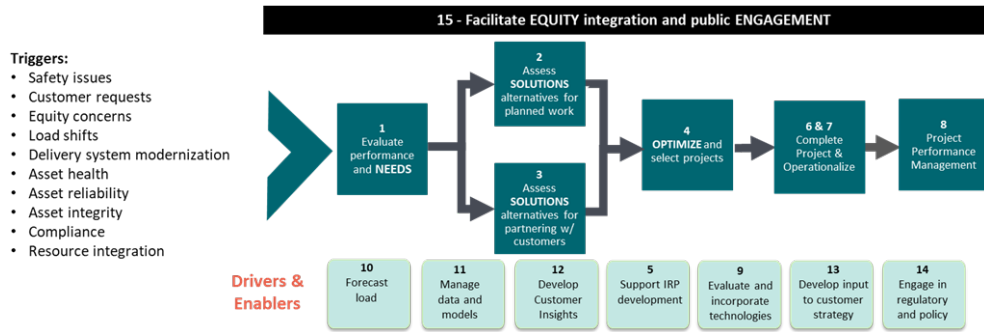 15 - Facilitate EQUITY integration and public ENGAGEMENT
Triggers:
• Safety issues
• Customer requests
• Equity concerns
• Load shifts
• Delivery system modernization
• Asset health
• Asset reliability
• Asset integrity
• Compliance
• Resource integration
1
Evaluate
performance
and NEEDS
2
Assess
SOLUTIONS
alternatives for
planned work
3
Assess
SOLUTIONS
alternatives for
partnering w/
customers
4
OPTIMIZE and
select projects
6 & 7
Complete
Project &
Operationalize
8
Project
Performance
Management
Drivers &
Enablers
10
Forecast
load
11
Manage
data and
models
12
Develop
Customer
Insights
5
Support IRP
development
9
Evaluate and
incorporate
technologies
13
Develop input
to customer
strategy
14
Engage in
regulatory
and policy